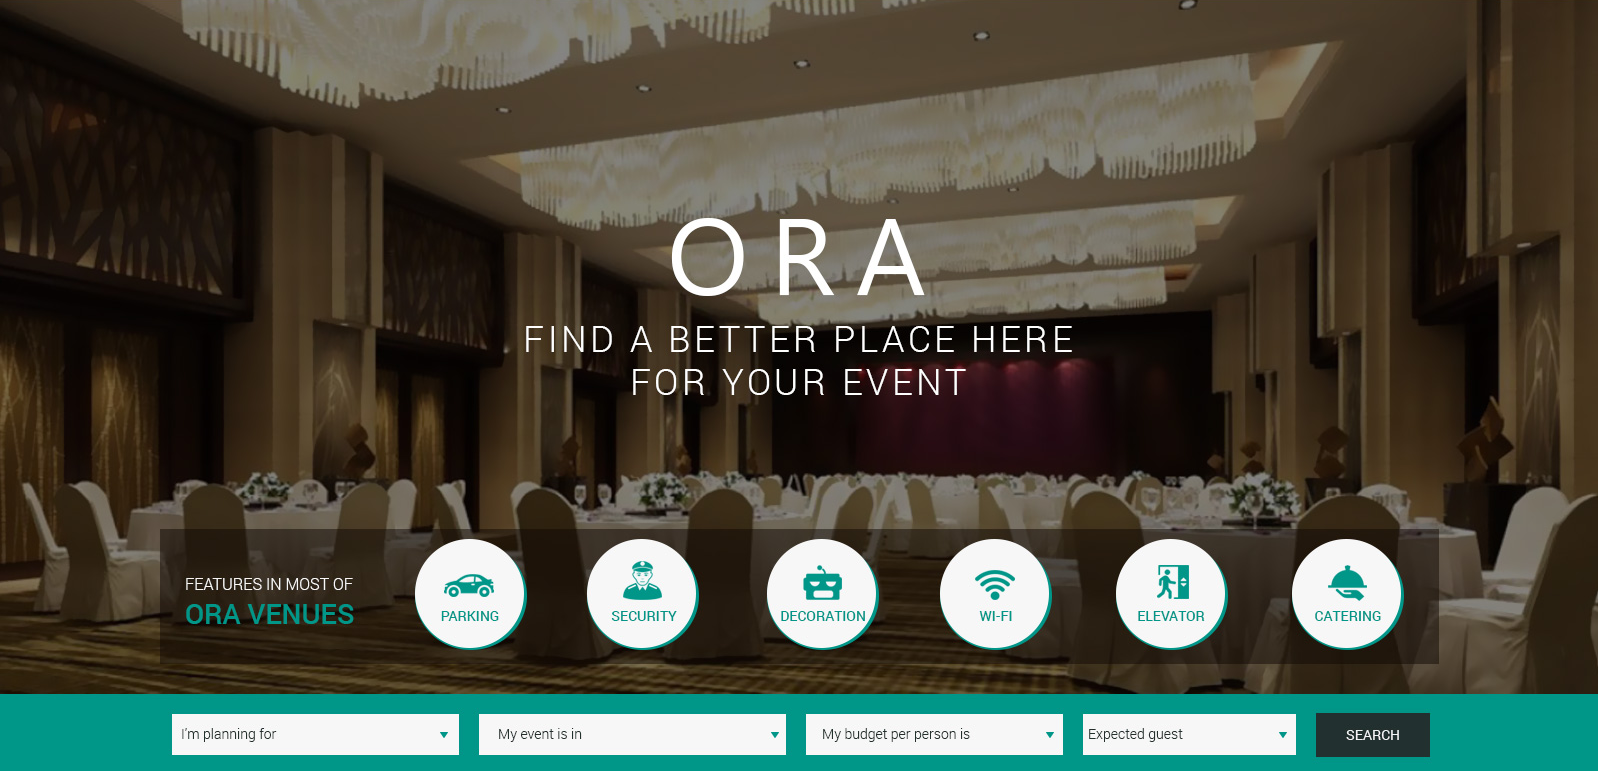 ORA
FIND A BETTER PLACE HERE
FOR YOUR EVENT
FEATURES IN MOST OF
ORA VENUES
PARKING
SECURITY
DECORATION
WI-FI
ELEVATOR
CATERING
I'm planning for
My event is in
My budget per person is
Expected guest
SEARCH